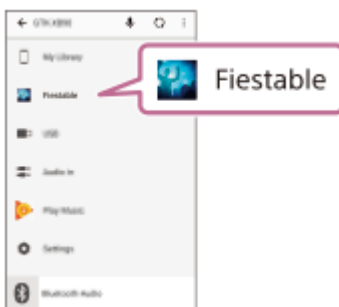 GTK-XB90
My Library
Fiestable
Fiestable
USB
Audio in
Play Music
Settings
Bluetooth Audio